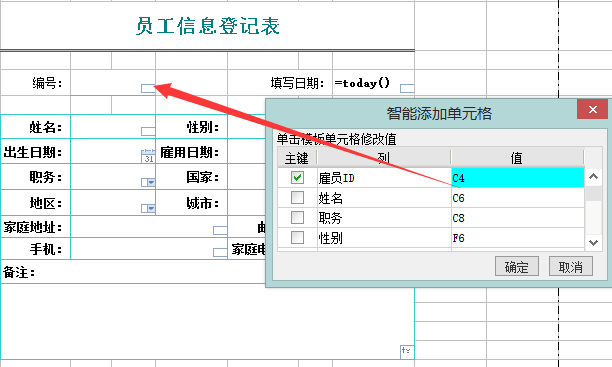 员工信息登记表
编号:
填写日期: =today()
姓名:
性别:
出生日期:
31
雇用日期:
职务:
国家:
地区:
城市:
家庭地址:
手机:
家庭电
备注:
智能添加单元格
单击模板单元格修改值
主键 列 值
雇员ID C4
姓名 C6
职务 C8
性别 F6
确定 取消